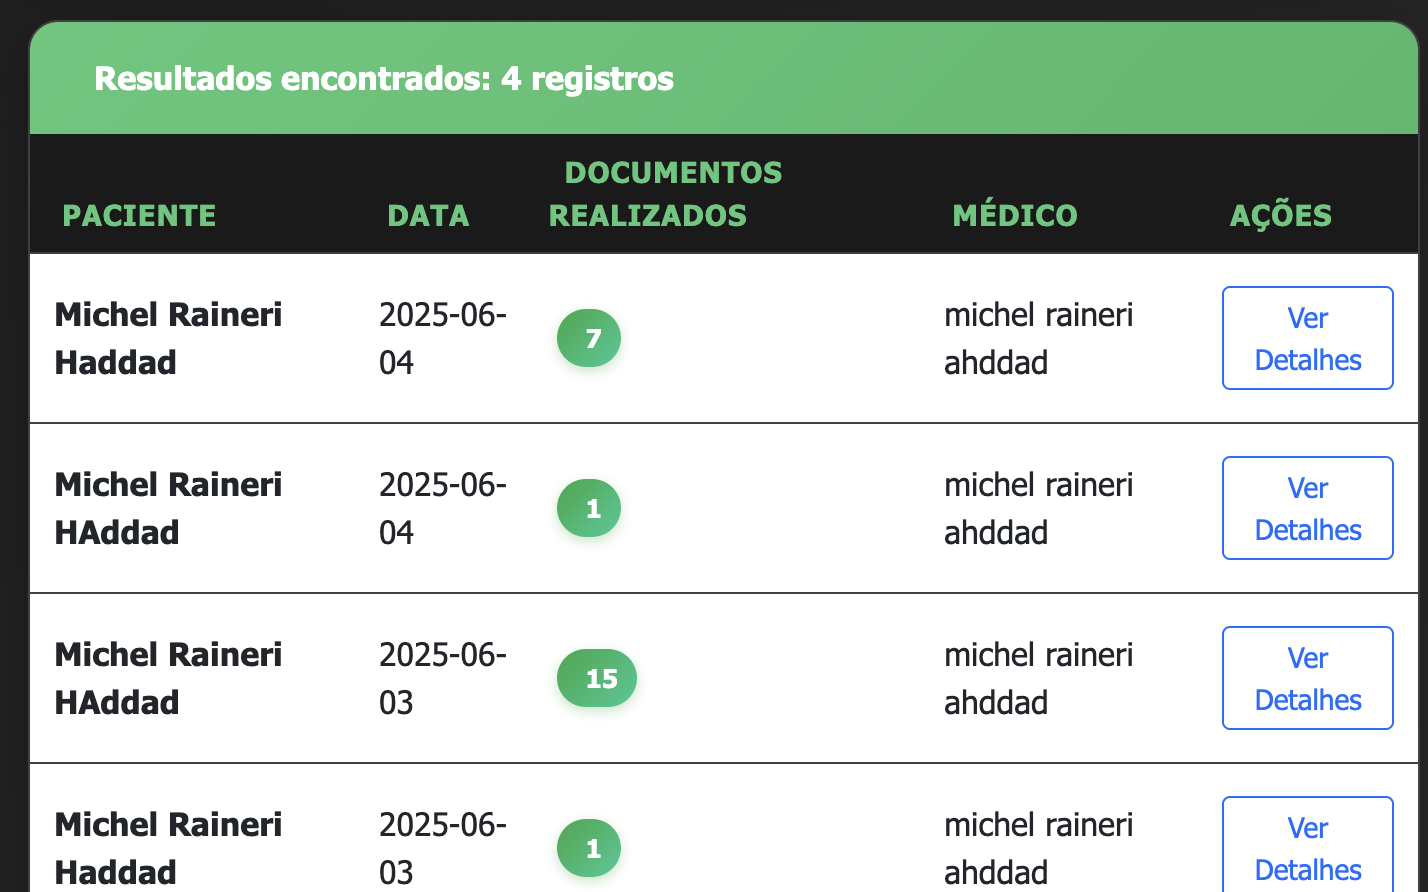 Resultados encontrados: 4 registros
DOCUMENTOS
PACIENTE DATA REALIZADOS MÉDICO AÇÕES
Michel Raineri 2025-06- 7 michel raineri Ver
Haddad 04 ahddad Detalhes
Michel Raineri 2025-06- 1 michel raineri Ver
HAddad 04 ahddad Detalhes
Michel Raineri 2025-06- 15 michel raineri Ver
HAddad 03 ahddad Detalhes
Michel Raineri 2025-06- 1 michel raineri Ver
Haddad 03 ahddad Detalhes